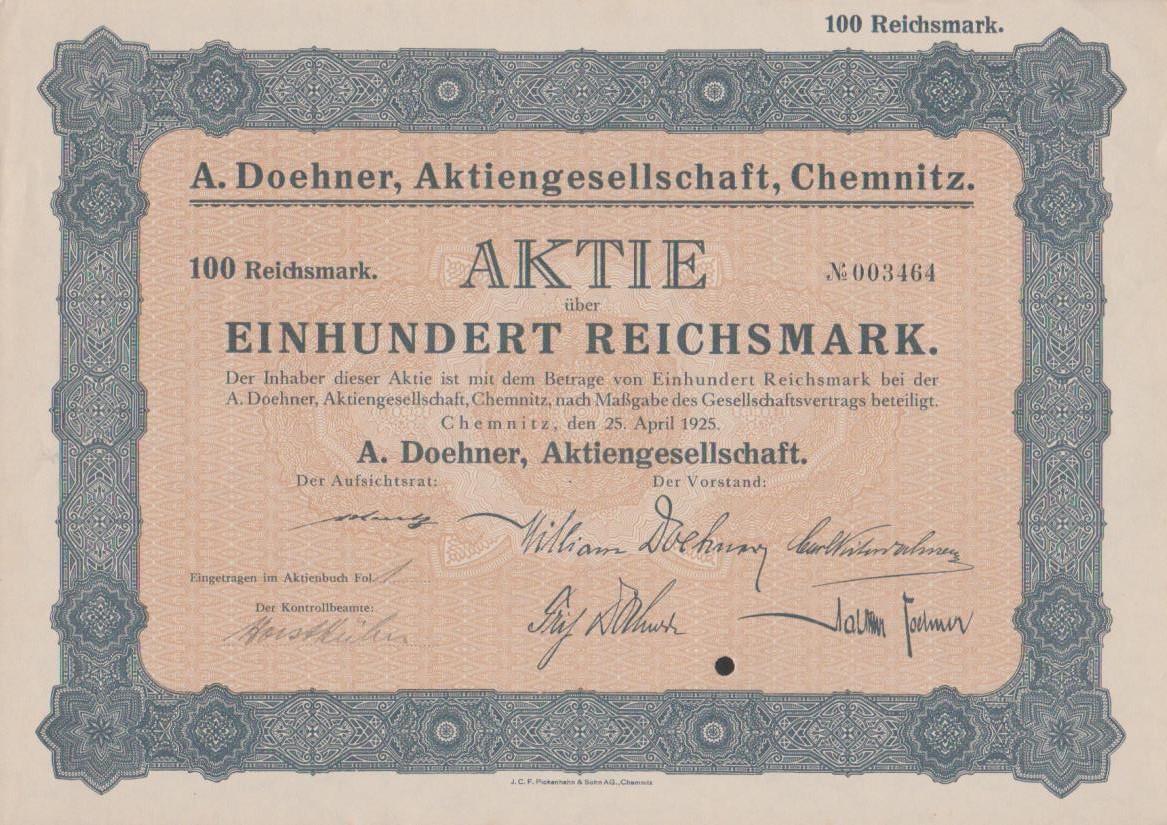 100 Reichsmark.
A. Doehner, Aktiengesellschaft, Chemnitz.
100 Reichsmark.
AKTIE
№ 003464
über
EINHUNDERT REICHSMARK.
Der Inhaber dieser Aktie ist mit dem Betrage von Einhundert Reichsmark bei der
A. Doehner, Aktiengesellschaft, Chemnitz, nach Maßgabe des Gesellschaftsvertrags beteiligt.
Chemnitz, den 25. April 1925.
A. Doehner, Aktiengesellschaft.
Der Aufsichtsrat: Der Vorstand:
William Doehner
Eingetragen im Aktienbuch Fol. 1
Der Kontrollbeamte:
J. C. F. Pickenhahn & Sohn AG., Chemnitz